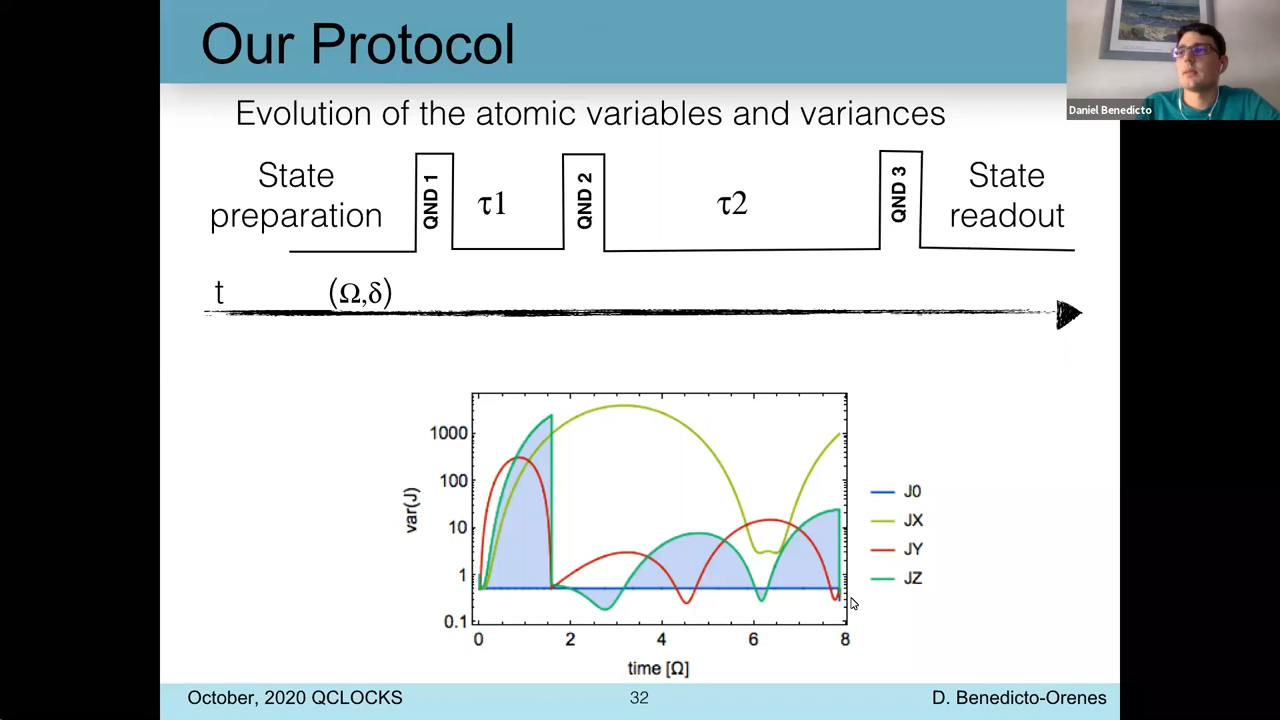 Our Protocol
Daniel Benedicto
Evolution of the atomic variables and variances
State
preparation
QND 1
τ1
QND 2
τ2
QND 3
State
readout
t
(Ω,δ)
var(J)
1000
100
10
1
0.1
0
2
4
6
8
time [Ω]
J0
JX
JY
JZ
October, 2020 QCLOCKS
32
D. Benedicto-Orenes